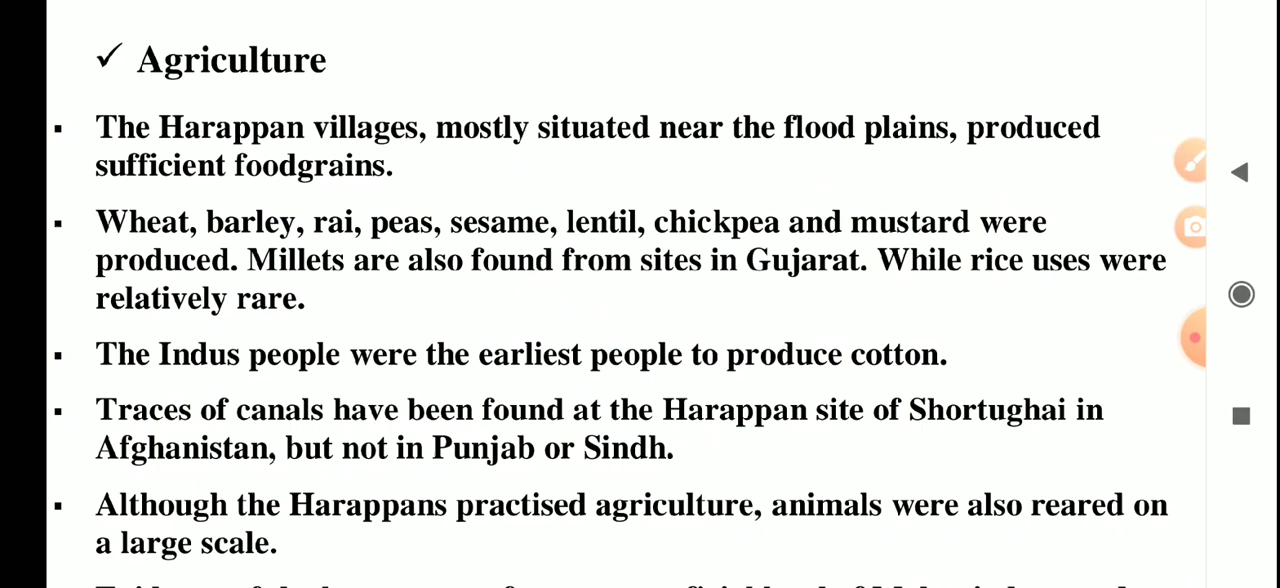 ✓ Agriculture
▪ The Harappan villages, mostly situated near the flood plains, produced
sufficient foodgrains.
▪ Wheat, barley, rai, peas, sesame, lentil, chickpea and mustard were
produced. Millets are also found from sites in Gujarat. While rice uses were
relatively rare.
▪ The Indus people were the earliest people to produce cotton.
▪ Traces of canals have been found at the Harappan site of Shortughai in
Afghanistan, but not in Punjab or Sindh.
▪ Although the Harappans practised agriculture, animals were also reared on
a large scale.